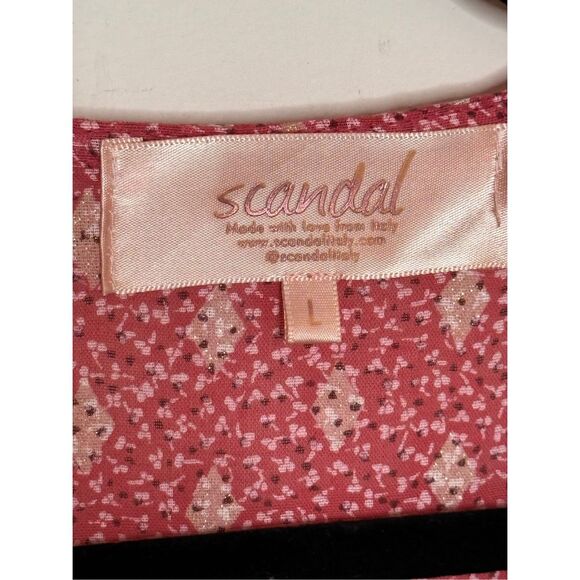 scandal
Made with love from Italy
www.scandalitaly.com
@scandalitaly
L